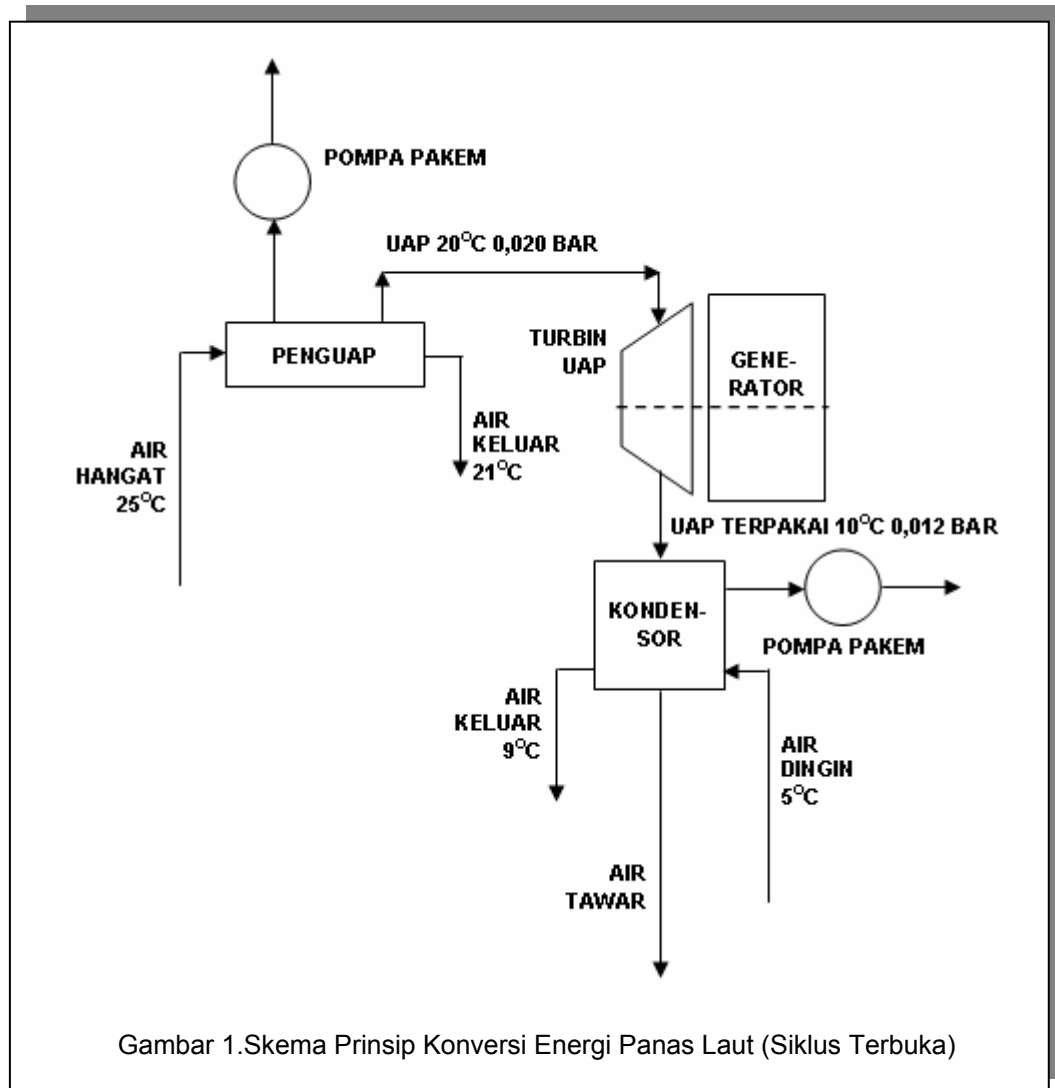 POMPA PAKEM
UAP 20°C 0,020 BAR
PENGUAP
TURBIN
UAP
GENE-
RATOR
AIR
HANGAT
25°C
AIR
KELUAR
21°C
UAP TERPAKAI 10°C 0,012 BAR
KONDEN-
SOR
POMPA PAKEM
AIR
KELUAR
9°C
AIR
DINGIN
5°C
AIR
TAWAR
Gambar 1.Skema Prinsip Konversi Energi Panas Laut (Siklus Terbuka)